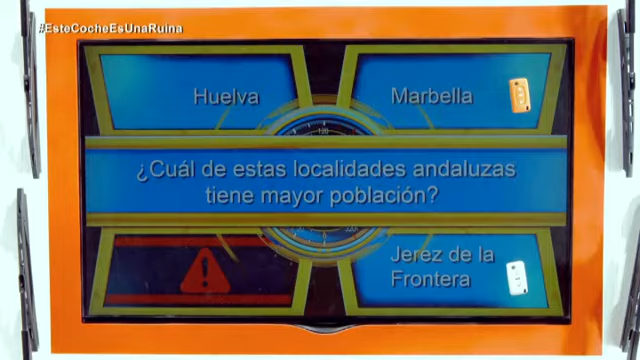 #EsteCocheEsUnaRuina
Huelva
Marbella
¿Cuál de estas localidades andaluzas
tiene mayor población?
Jerez de la
Frontera